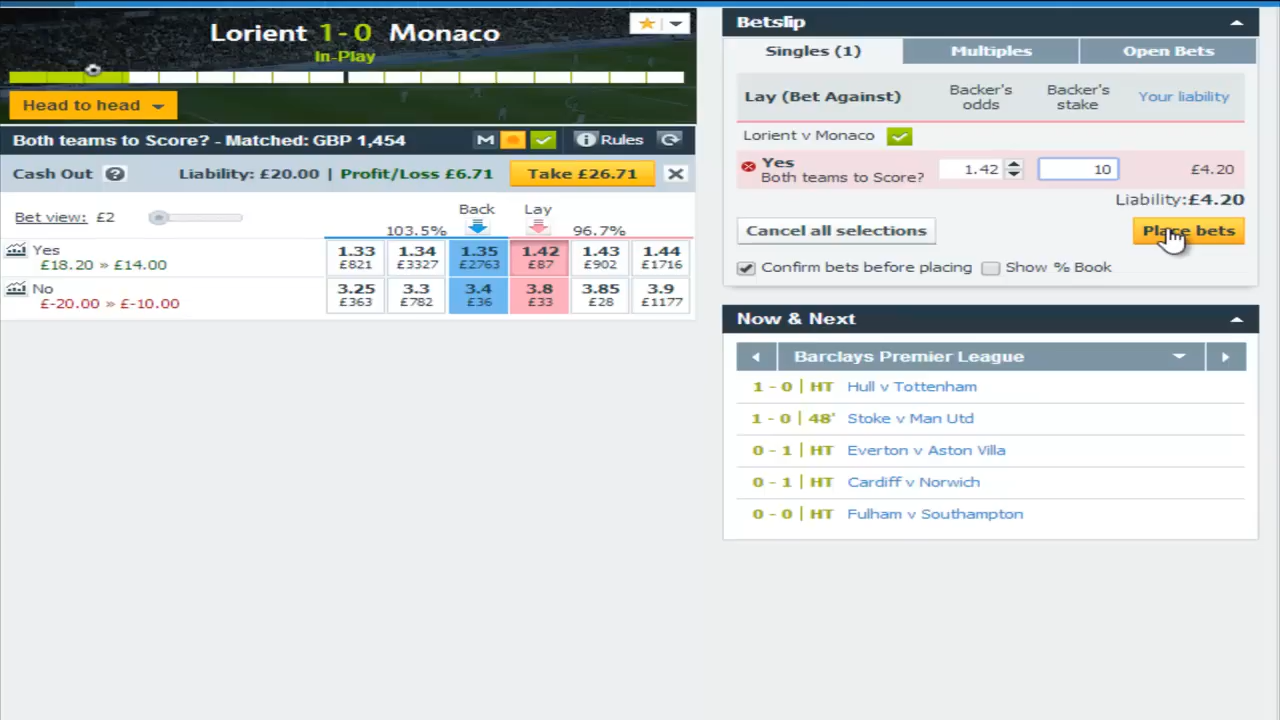 Lorient 1-0 Monaco
In-Play
Head to head
Both teams to Score? - Matched: GBP 1,454 M Rules
Cash Out ? Liability: £20.00 | Profit/Loss £6.71 Take £26.71
Bet view: £2 Back Lay
103.5% 96.7%
Yes 1.33 1.34 1.35 1.42 1.43 1.44
£18.20 » £14.00 £821 £3327 £2763 £87 £902 £1716
No 3.25 3.3 3.4 3.8 3.85 3.9
£-20.00 » £-10.00 £363 £782 £36 £33 £28 £1177
Betslip
Singles (1) Multiples Open Bets
Lay (Bet Against) Backer's odds Backer's stake Your liability
Lorient v Monaco
Yes
Both teams to Score? 1.42 10 £4.20
Liability:£4.20
Cancel all selections Place bets
Confirm bets before placing Show % Book
Now & Next
Barclays Premier League
1 - 0 | HT Hull v Tottenham
1 - 0 | 48' Stoke v Man Utd
0 - 1 | HT Everton v Aston Villa
0 - 1 | HT Cardiff v Norwich
0 - 0 | HT Fulham v Southampton